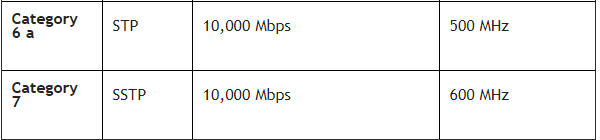 Category
6 a
STP
10,000 Mbps
500 MHz
Category
7
SSTP
10,000 Mbps
600 MHz